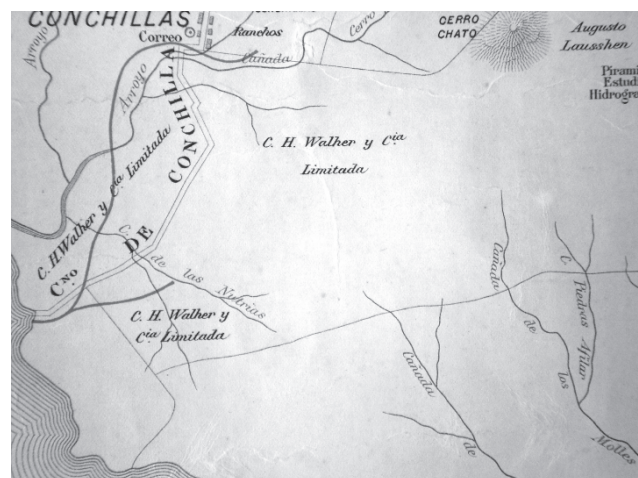 CONCHILLAS
Correo
Ranchos
Cañada
Cerro
CERRO
CHATO
Augusto
Lausshen
Arroyo
Arroyo
CONCHILLA
C. H. Walher y Cia
Limitada
C. H. Walher y Cia Limitada
Cno DE
C. de las Nutrias
C. H. Walher y
Cia Limitada
Cañada de
Cañada de los Molles
C. Piedras Afilar